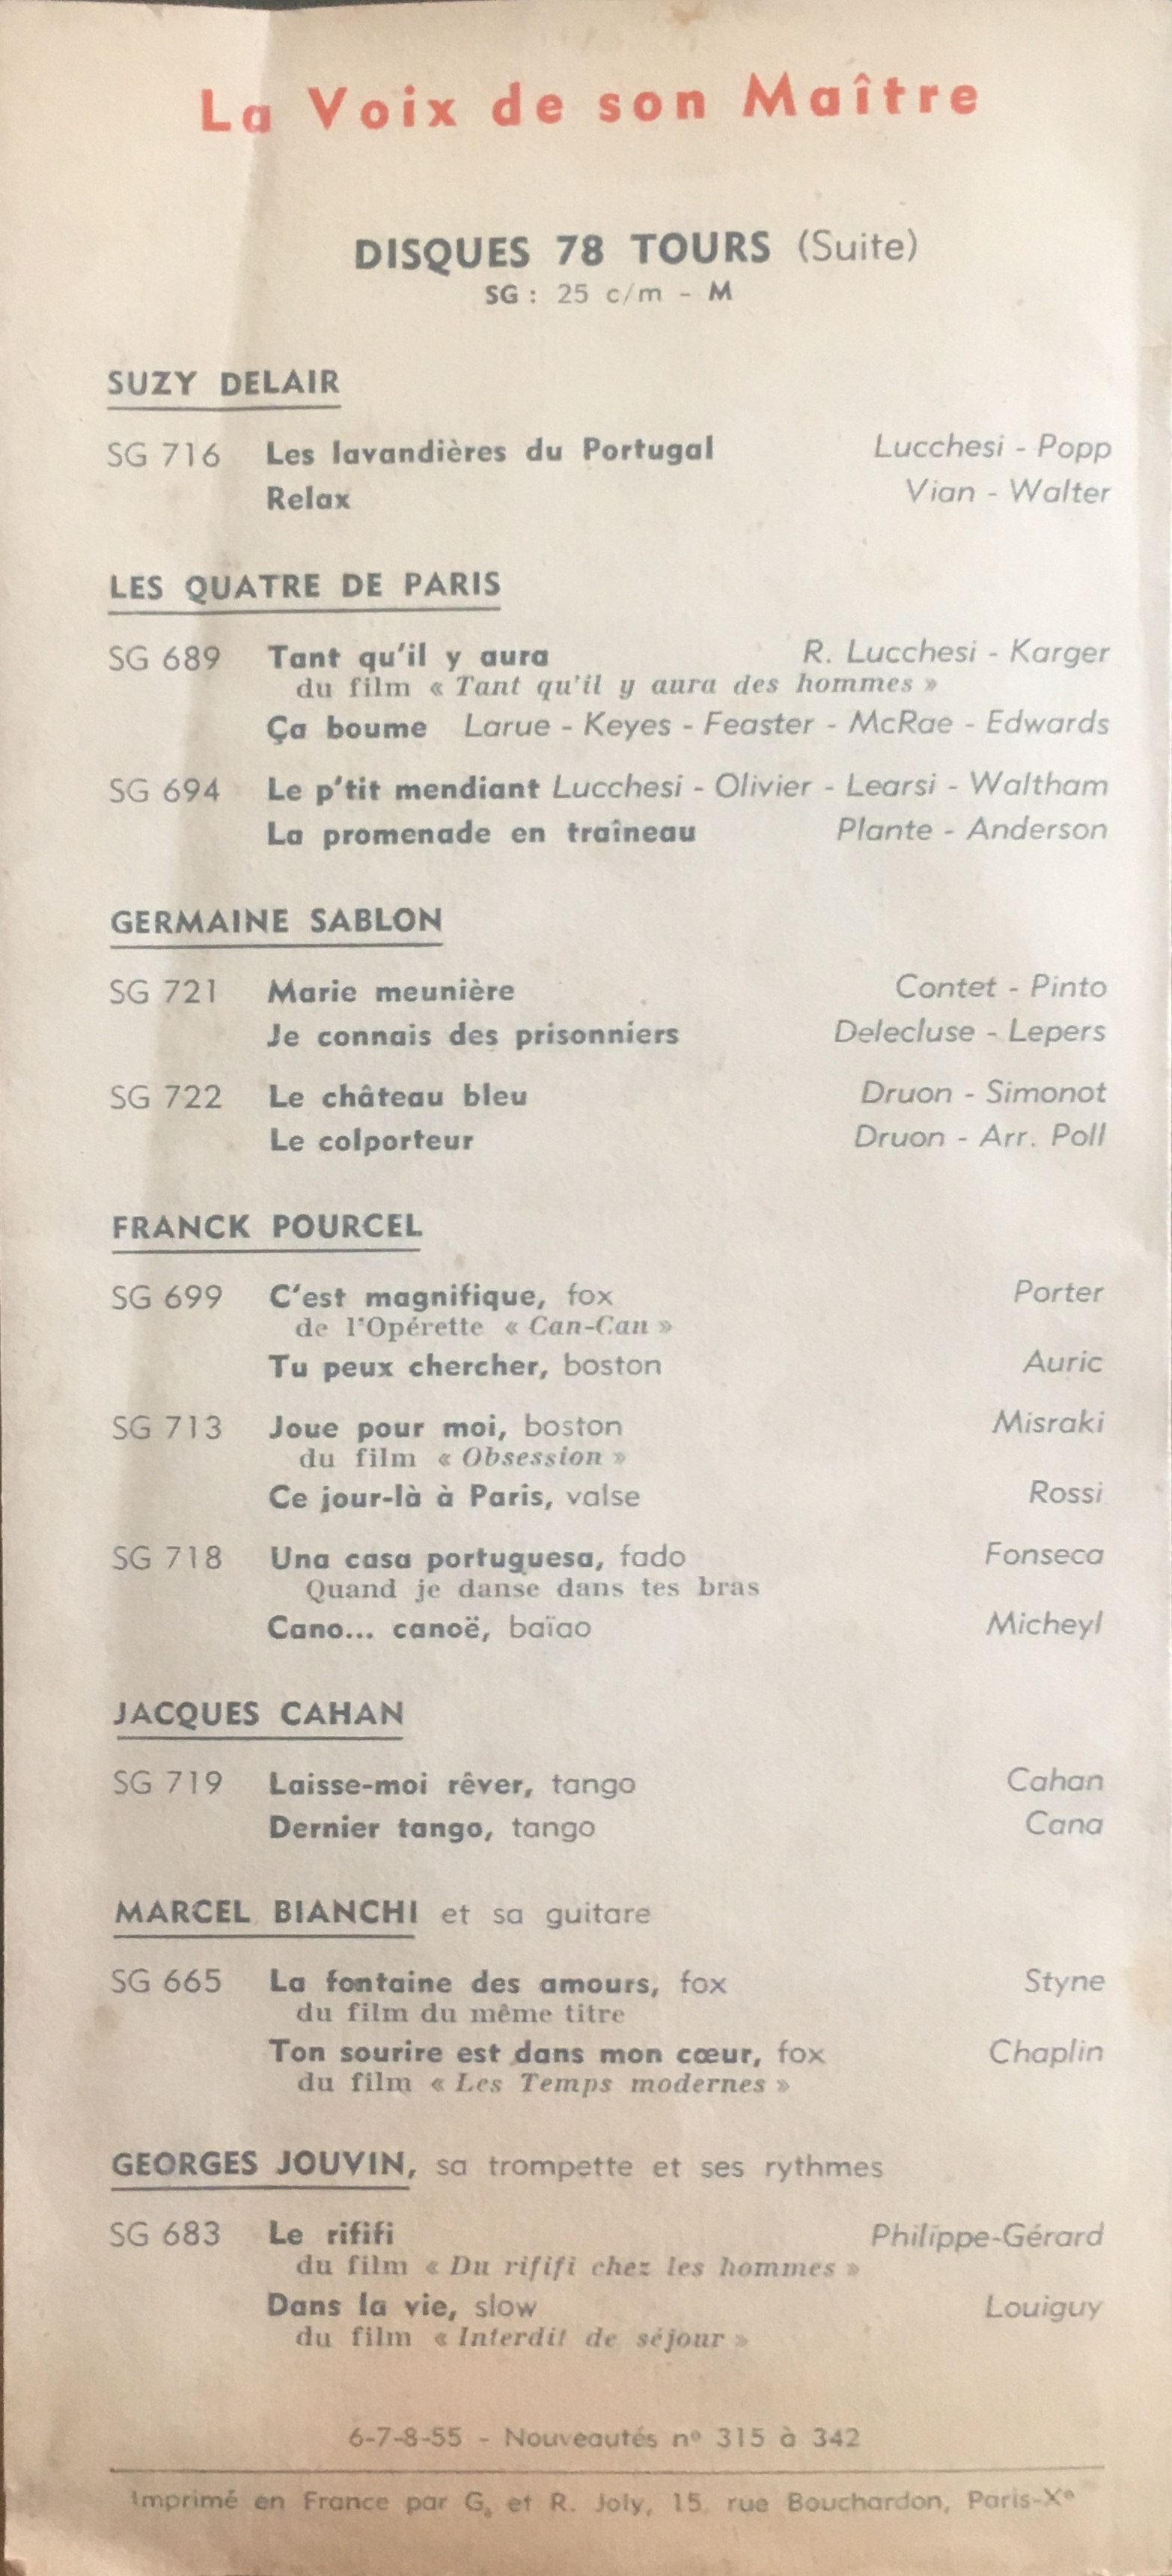 La Voix de son Maître
DISQUES 78 TOURS (Suite)
SG : 25 c/m - M
SUZY DELAIR
SG 716 Les lavandières du Portugal Lucchesi - Popp
Relax Vian - Walter
LES QUATRE DE PARIS
SG 689 Tant qu'il y aura R. Lucchesi - Karger
du film « Tant qu'il y aura des hommes »
Ça boume Larue - Keyes - Feaster - McRae - Edwards
SG 694 Le p'tit mendiant Lucchesi - Olivier - Learsi - Waltham
La promenade en traîneau Plante - Anderson
GERMAINE SABLON
SG 721 Marie meunière Contet - Pinto
Je connais des prisonniers Delecluse - Lepers
SG 722 Le château bleu Druon - Simonot
Le colporteur Druon - Arr. Poll
FRANCK POURCEL
SG 699 C'est magnifique, fox Porter
de l'Opérette « Can-Can »
Tu peux chercher, boston Auric
SG 713 Joue pour moi, boston Misraki
du film « Obsession »
Ce jour-là à Paris, valse Rossi
SG 718 Una casa portuguesa, fado Fonseca
Quand je danse dans tes bras
Cano... canoë, baïao Micheyl
JACQUES CAHAN
SG 719 Laisse-moi rêver, tango Cahan
Dernier tango, tango Cana
MARCEL BIANCHI et sa guitare
SG 665 La fontaine des amours, fox Styne
du film du même titre
Ton sourire est dans mon cœur, fox Chaplin
du film « Les Temps modernes »
GEORGES JOUVIN, sa trompette et ses rythmes
SG 683 Le rififi Philippe-Gérard
du film « Du rififi chez les hommes »
Dans la vie, slow Louiguy
du film « Interdit de séjour »
6-7-8-55 - Nouveautés nº 315 à 342
Imprimé en France par G. et R. Joly, 15, rue Bouchardon, Paris-Xᵉ